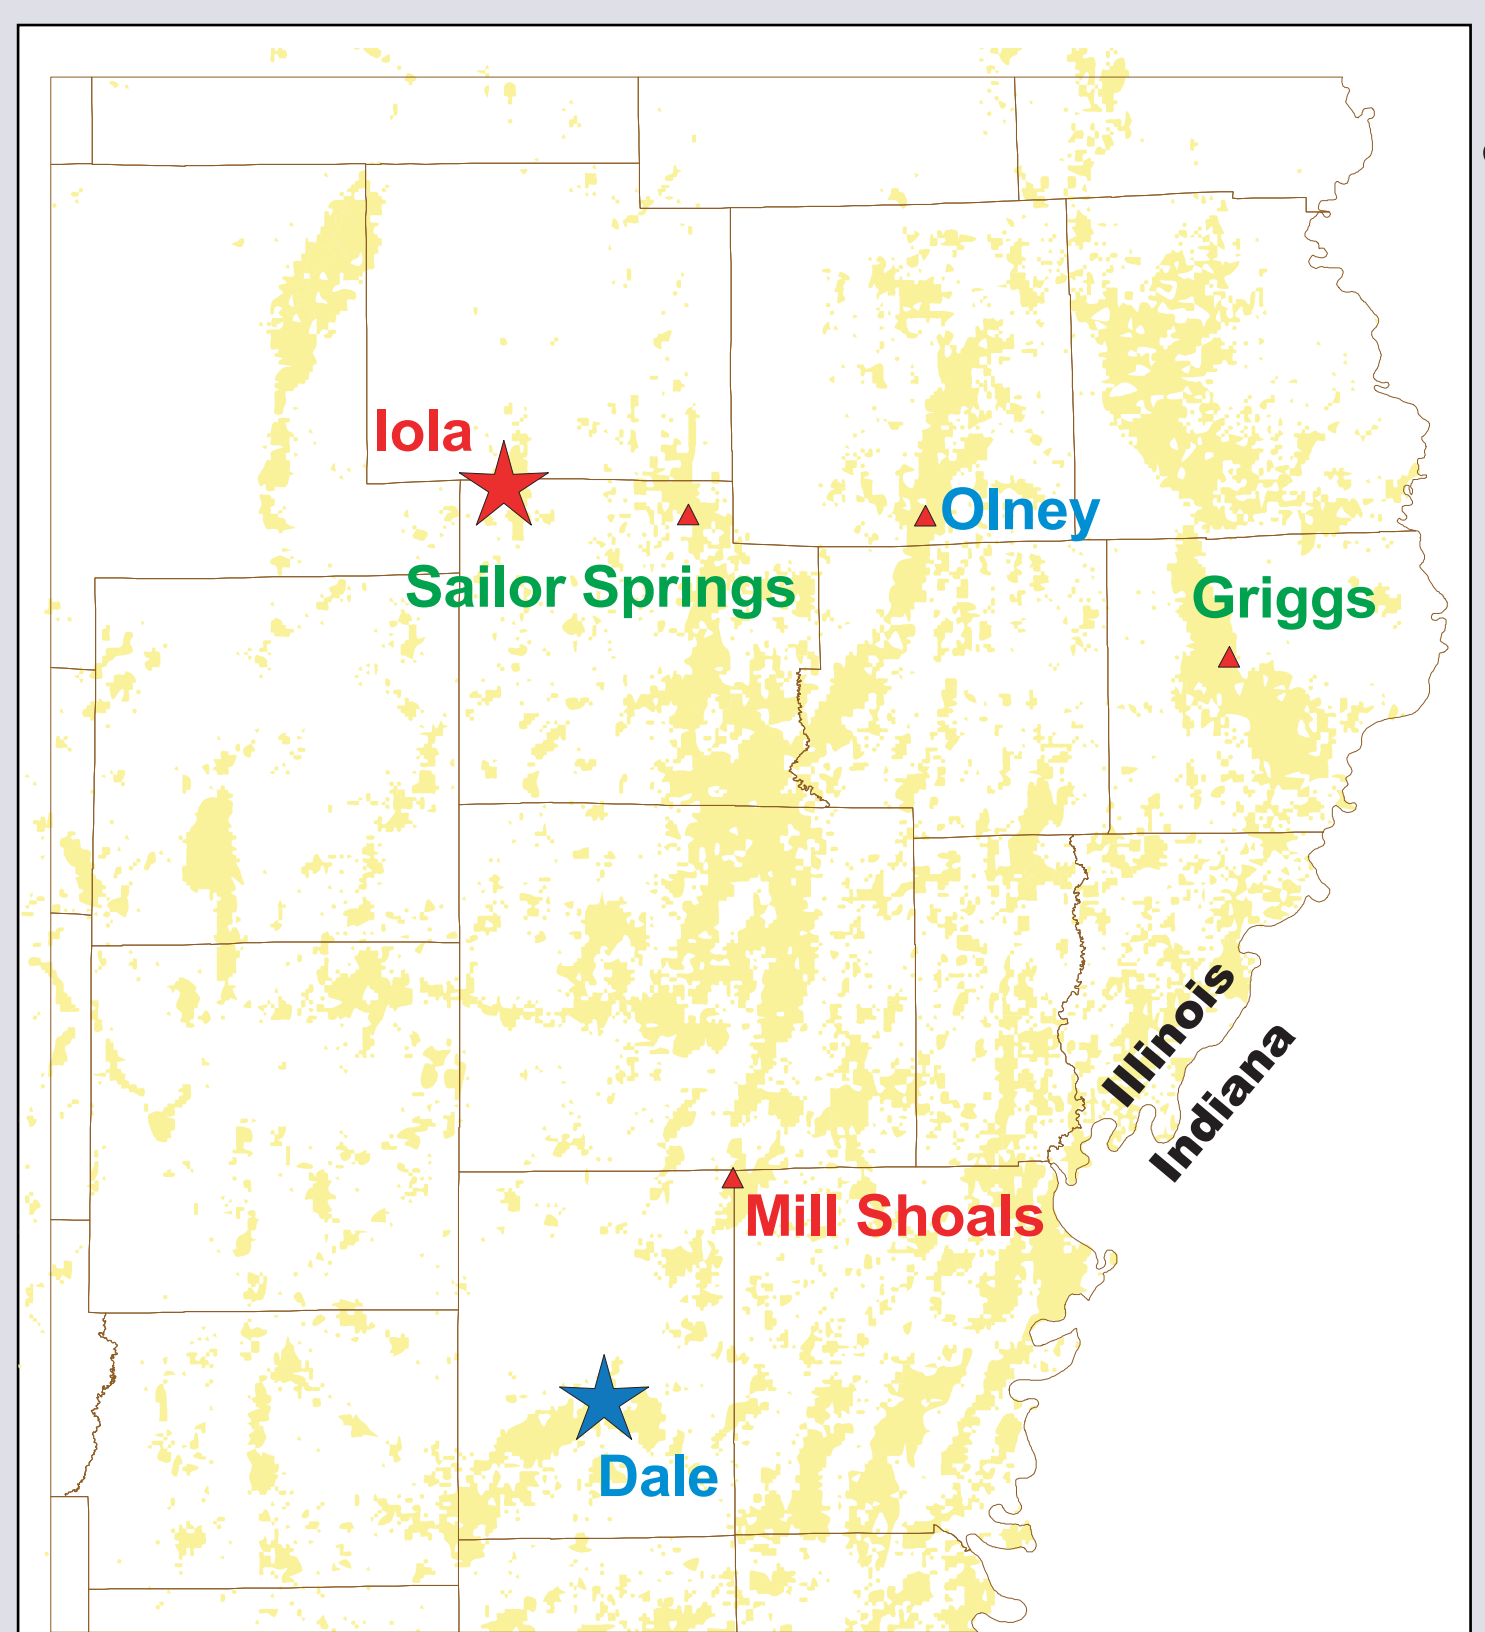 Iola
Olney
Sailor Springs
Griggs
Illinois
Indiana
Mill Shoals
Dale